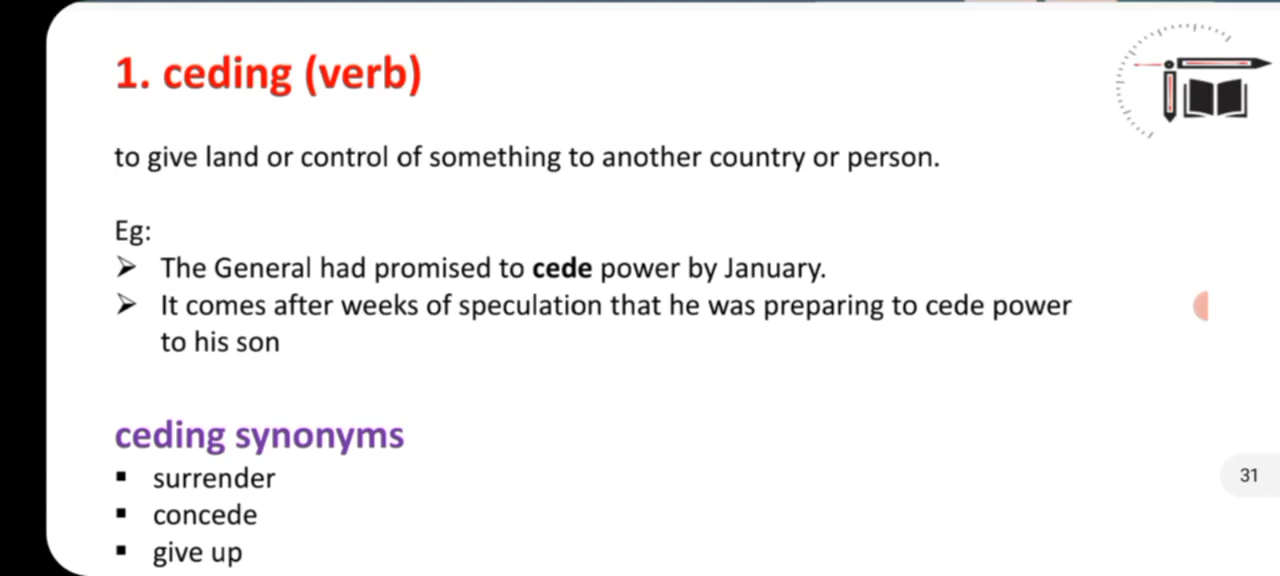 1. ceding (verb)
to give land or control of something to another country or person.
Eg:
➢ The General had promised to cede power by January.
➢ It comes after weeks of speculation that he was preparing to cede power
to his son
ceding synonyms
▪ surrender
▪ concede
▪ give up
31